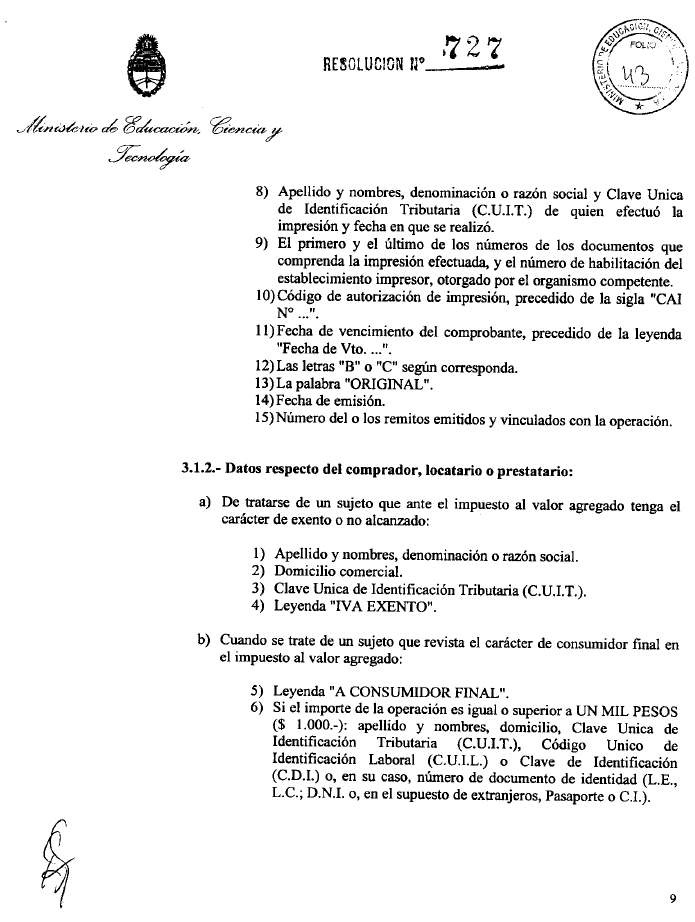 RESOLUCION Nº 727
MINISTERIO DE EDUCACION, CIENC
FOLIO
43
Ministerio de Educación, Ciencia y
Tecnología
8) Apellido y nombres, denominación o razón social y Clave Unica
de Identificación Tributaria (C.U.I.T.) de quien efectuó la
impresión y fecha en que se realizó.
9) El primero y el último de los números de los documentos que
comprenda la impresión efectuada, y el número de habilitación del
establecimiento impresor, otorgado por el organismo competente.
10) Código de autorización de impresión, precedido de la sigla "CAI
N° ...".
11) Fecha de vencimiento del comprobante, precedido de la leyenda
"Fecha de Vto. ...".
12) Las letras "B" o "C" según corresponda.
13) La palabra "ORIGINAL".
14) Fecha de emisión.
15) Número del o los remitos emitidos y vinculados con la operación.
3.1.2.- Datos respecto del comprador, locatario o prestatario:
a) De tratarse de un sujeto que ante el impuesto al valor agregado tenga el
carácter de exento o no alcanzado:
1) Apellido y nombres, denominación o razón social.
2) Domicilio comercial.
3) Clave Unica de Identificación Tributaria (C.U.I.T.).
4) Leyenda "IVA EXENTO".
b) Cuando se trate de un sujeto que revista el carácter de consumidor final en
el impuesto al valor agregado:
5) Leyenda "A CONSUMIDOR FINAL".
6) Si el importe de la operación es igual o superior a UN MIL PESOS
($ 1.000.-): apellido y nombres, domicilio, Clave Unica de
Identificación Tributaria (C.U.I.T.), Código Unico de
Identificación Laboral (C.U.I.L.) o Clave de Identificación
(C.D.I.) o, en su caso, número de documento de identidad (L.E.,
L.C.; D.N.I. o, en el supuesto de extranjeros, Pasaporte o C.I.).
9